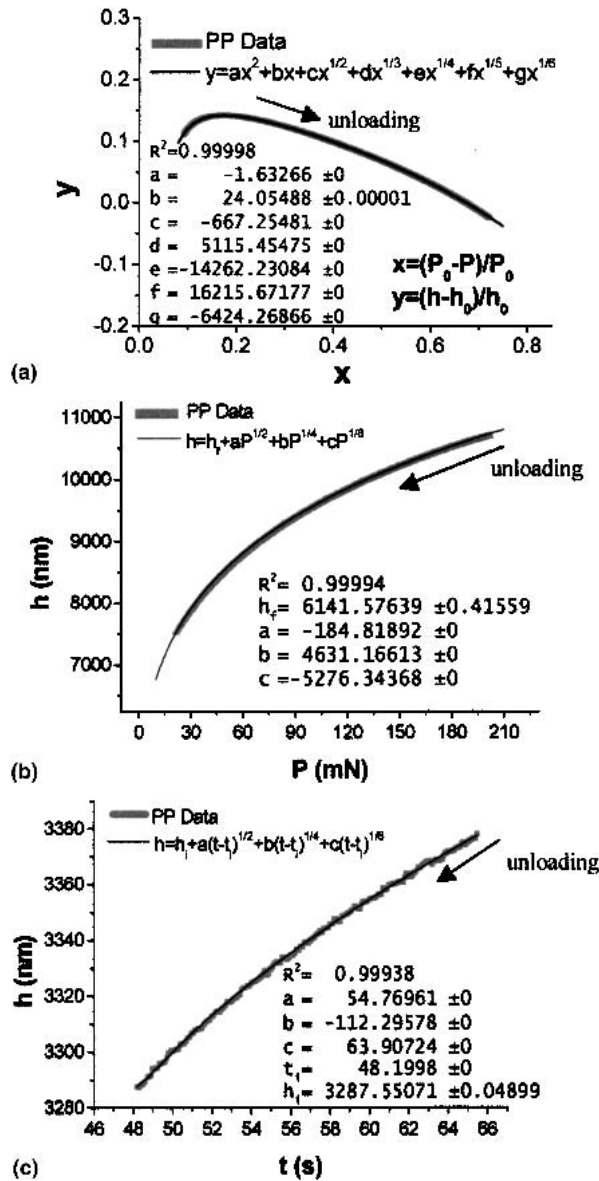 0.3
PP Data
y=ax²+bx+cx^1/2+dx^1/3+ex^1/4+fx^1/5+gx^1/6
0.2
unloading
0.1
R²=0.99998
a = -1.63266 ±0
b = 24.05488 ±0.00001
y
0.0
c = -667.25481 ±0
d = 5115.45475 ±0
e =-14262.23084 ±0
x=(P₀-P)/P₀
-0.1
f = 16215.67177 ±0
y=(h-h₀)/h₀
g = -6424.26866 ±0
-0.2
0.0 0.2 0.4 0.6 0.8
(a)
x
11000
PP Data
h=h_f+aP^1/2+bP^1/4+cP^1/8
10000
unloading
h (nm)
9000
R²= 0.99994
h_f= 6141.57639 ±0.41559
8000
a = -184.81892 ±0
b = 4631.16613 ±0
7000
c =-5276.34368 ±0
0 30 60 90 120 150 180 210
(b)
P (mN)
3380
PP Data
h=h_i+a(t-t_i)^1/2+b(t-t_i)^1/4+c(t-t_i)^1/8
unloading
3360
h (nm)
3340
R²= 0.99938
a = 54.76961 ±0
3320
b = -112.29578 ±0
c = 63.90724 ±0
3300
t_i= 48.1998 ±0
h_i= 3287.55071 ±0.04899
3280
46 48 50 52 54 56 58 60 62 64 66
(c)
t (s)